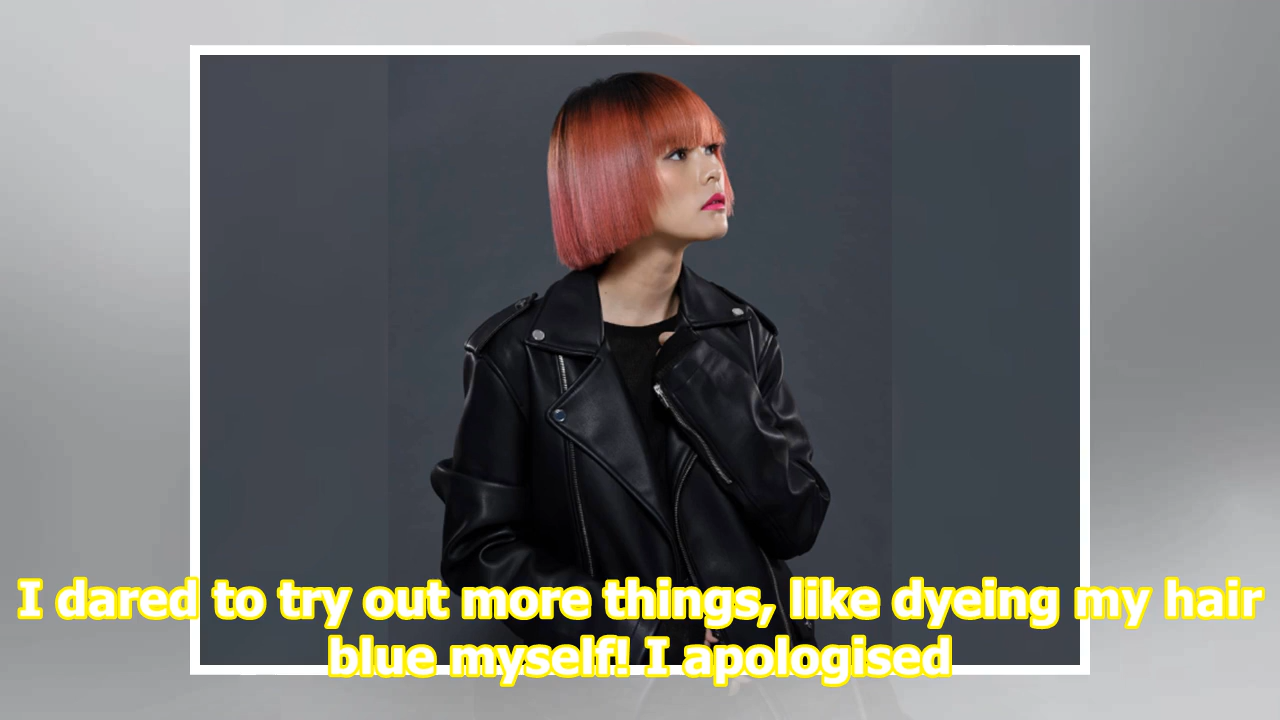 I dared to try out more things, like dyeing my hair
blue myself! I apologised